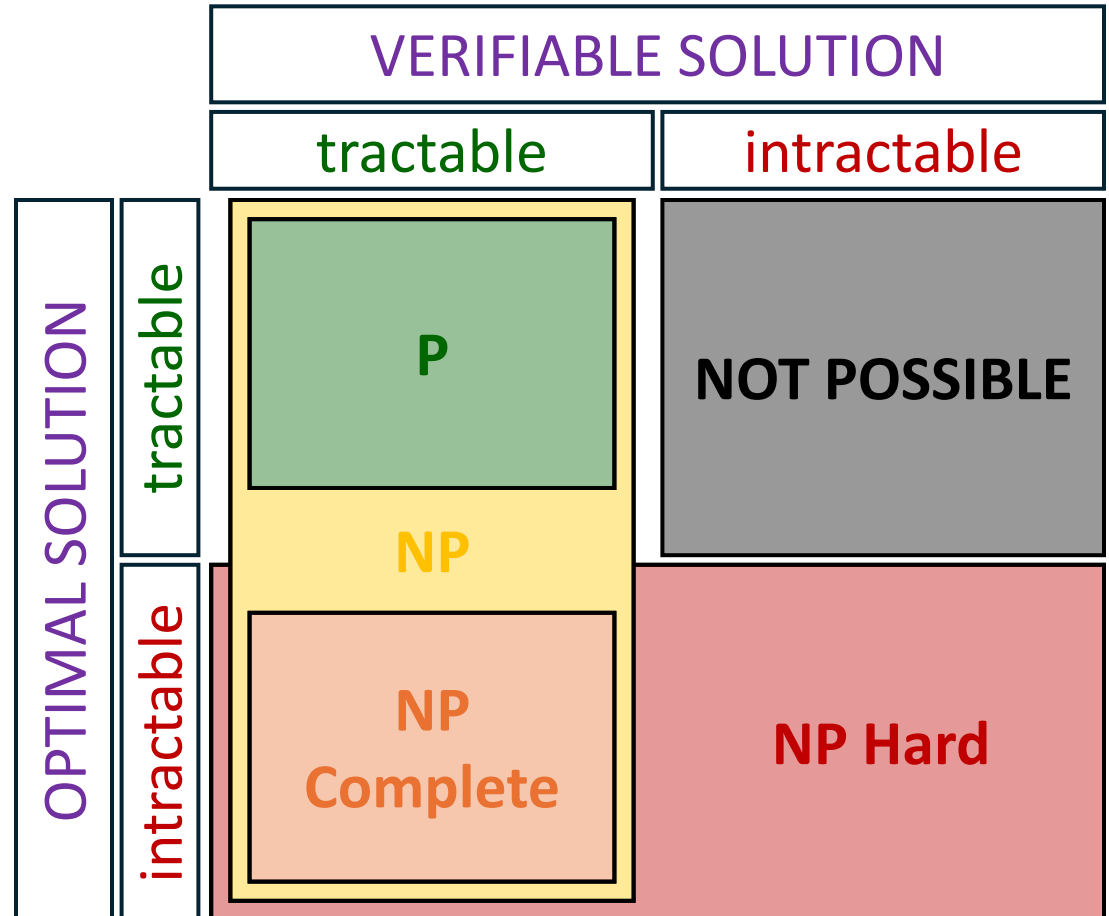 VERIFIABLE SOLUTION
tractable
intractable
OPTIMAL SOLUTION
tractable
P
NOT POSSIBLE
NP
intractable
NP
Complete
NP Hard